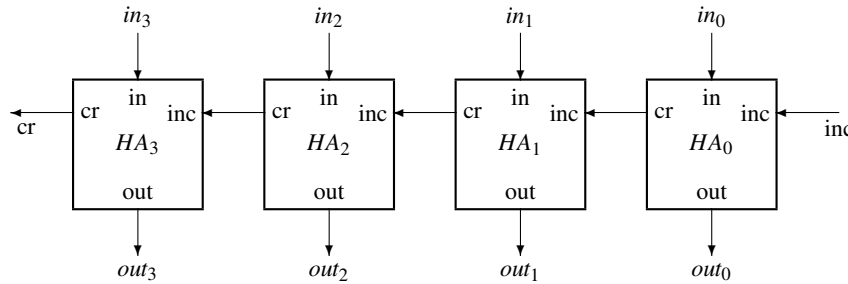 in₃ in₂ in₁ in₀
in in in in
cr inc cr inc cr inc cr inc
cr inc
HA₃ HA₂ HA₁ HA₀
out out out out
out₃ out₂ out₁ out₀